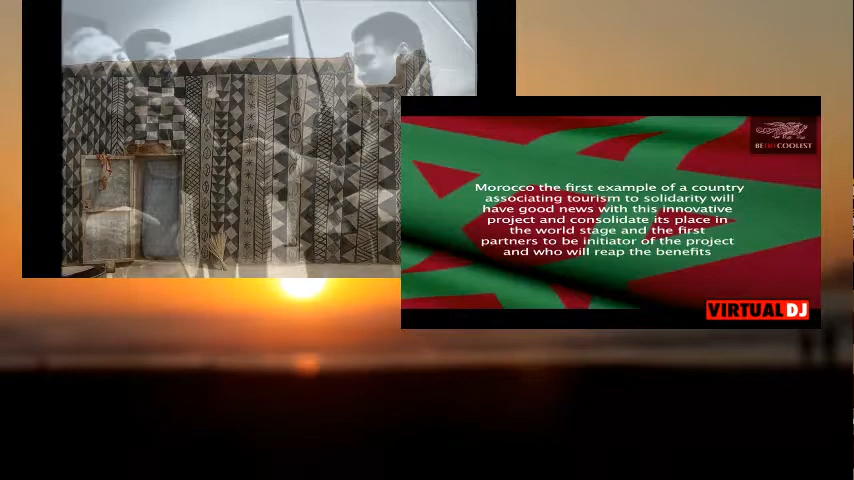 BETHECOOLEST
Morocco the first example of a country
associating tourism to solidarity will
have good news with this innovative
project and consolidate its place in
the world stage and the first
partners to be initiator of the project
and who will reap the benefits
VIRTUAL DJ